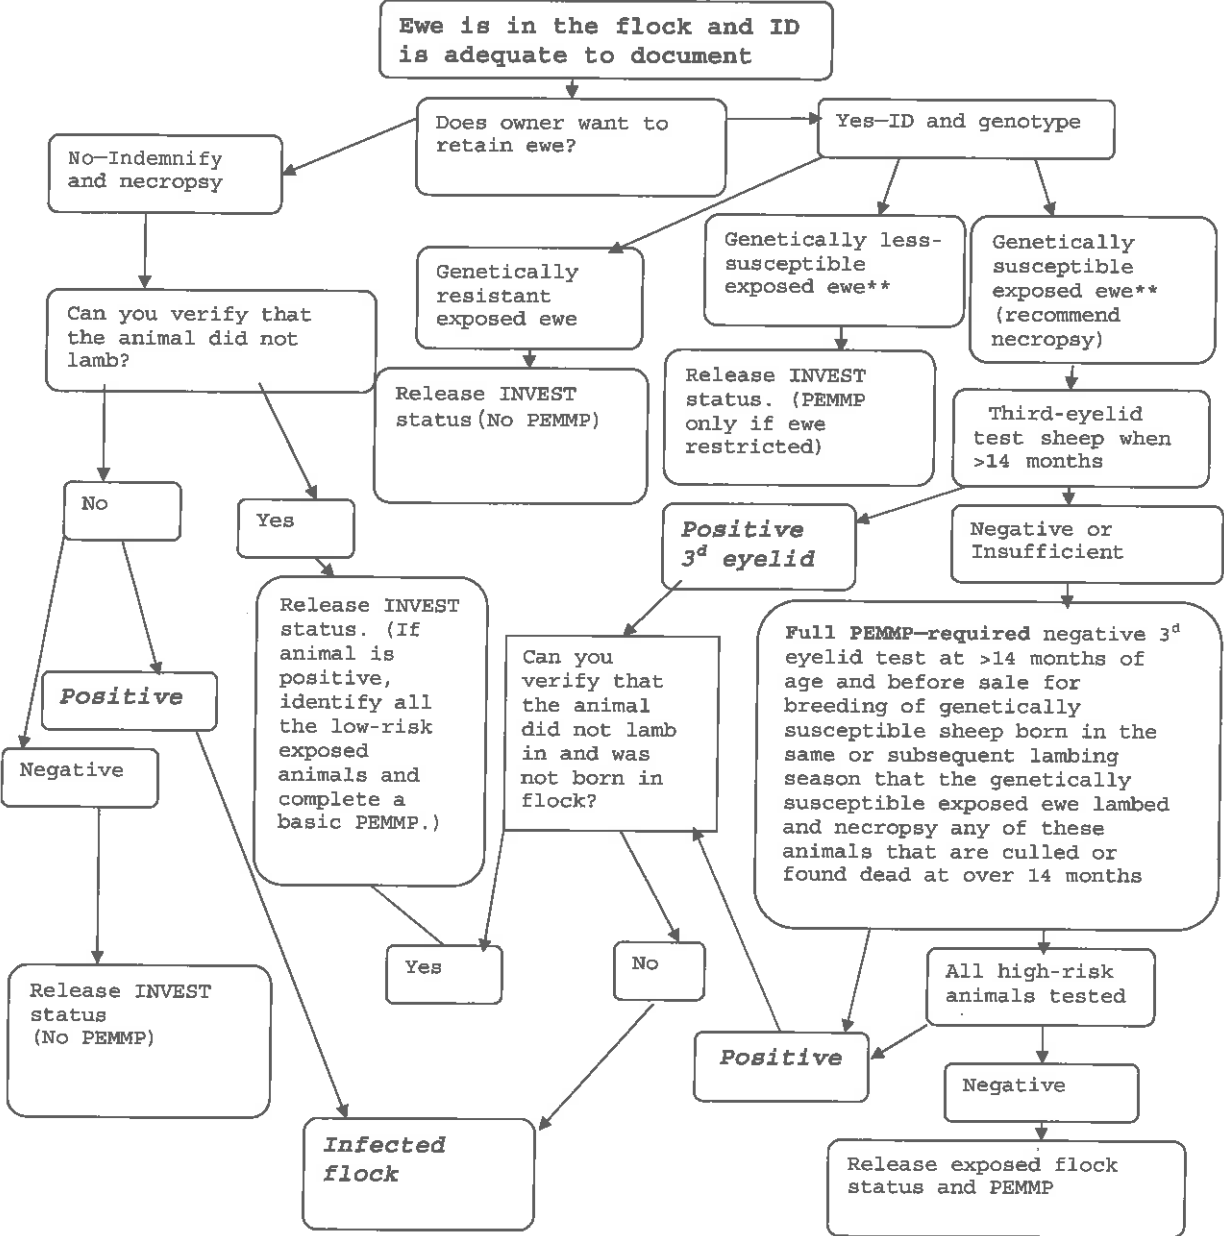 Ewe is in the flock and ID
is adequate to document
Does owner want to
retain ewe?
Yes—ID and genotype
No—Indemnify
and necropsy
Genetically
resistant
exposed ewe
Genetically less-
susceptible
exposed ewe**
Genetically
susceptible
exposed ewe**
(recommend
necropsy)
Can you verify that
the animal did not
lamb?
Release INVEST
status(No PEMMP)
Release INVEST
status. (PEMMP
only if ewe
restricted)
Third-eyelid
test sheep when
>14 months
No
Yes
Positive
3d eyelid
Negative or
Insufficient
Release INVEST
status. (If
animal is
positive,
identify all
the low-risk
exposed
animals and
complete a
basic PEMMP.)
Can you
verify that
the animal
did not lamb
in and was
not born in
flock?
Full PEMMP—required negative 3d
eyelid test at >14 months of
age and before sale for
breeding of genetically
susceptible sheep born in the
same or subsequent lambing
season that the genetically
susceptible exposed ewe lambed
and necropsy any of these
animals that are culled or
found dead at over 14 months
Positive
Negative
Yes
No
All high-risk
animals tested
Release INVEST
status
(No PEMMP)
Positive
Negative
Infected
flock
Release exposed flock
status and PEMMP